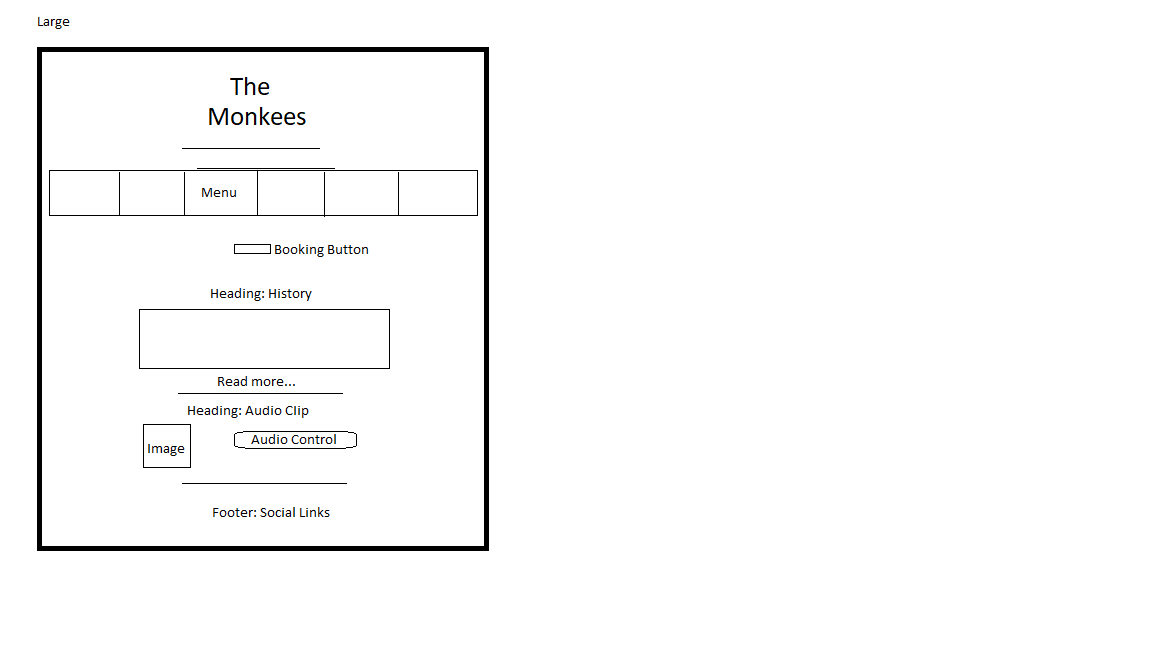 Large
The
Monkees
Menu
Booking Button
Heading: History
Read more...
Heading: Audio Clip
Image
Audio Control
Footer: Social Links